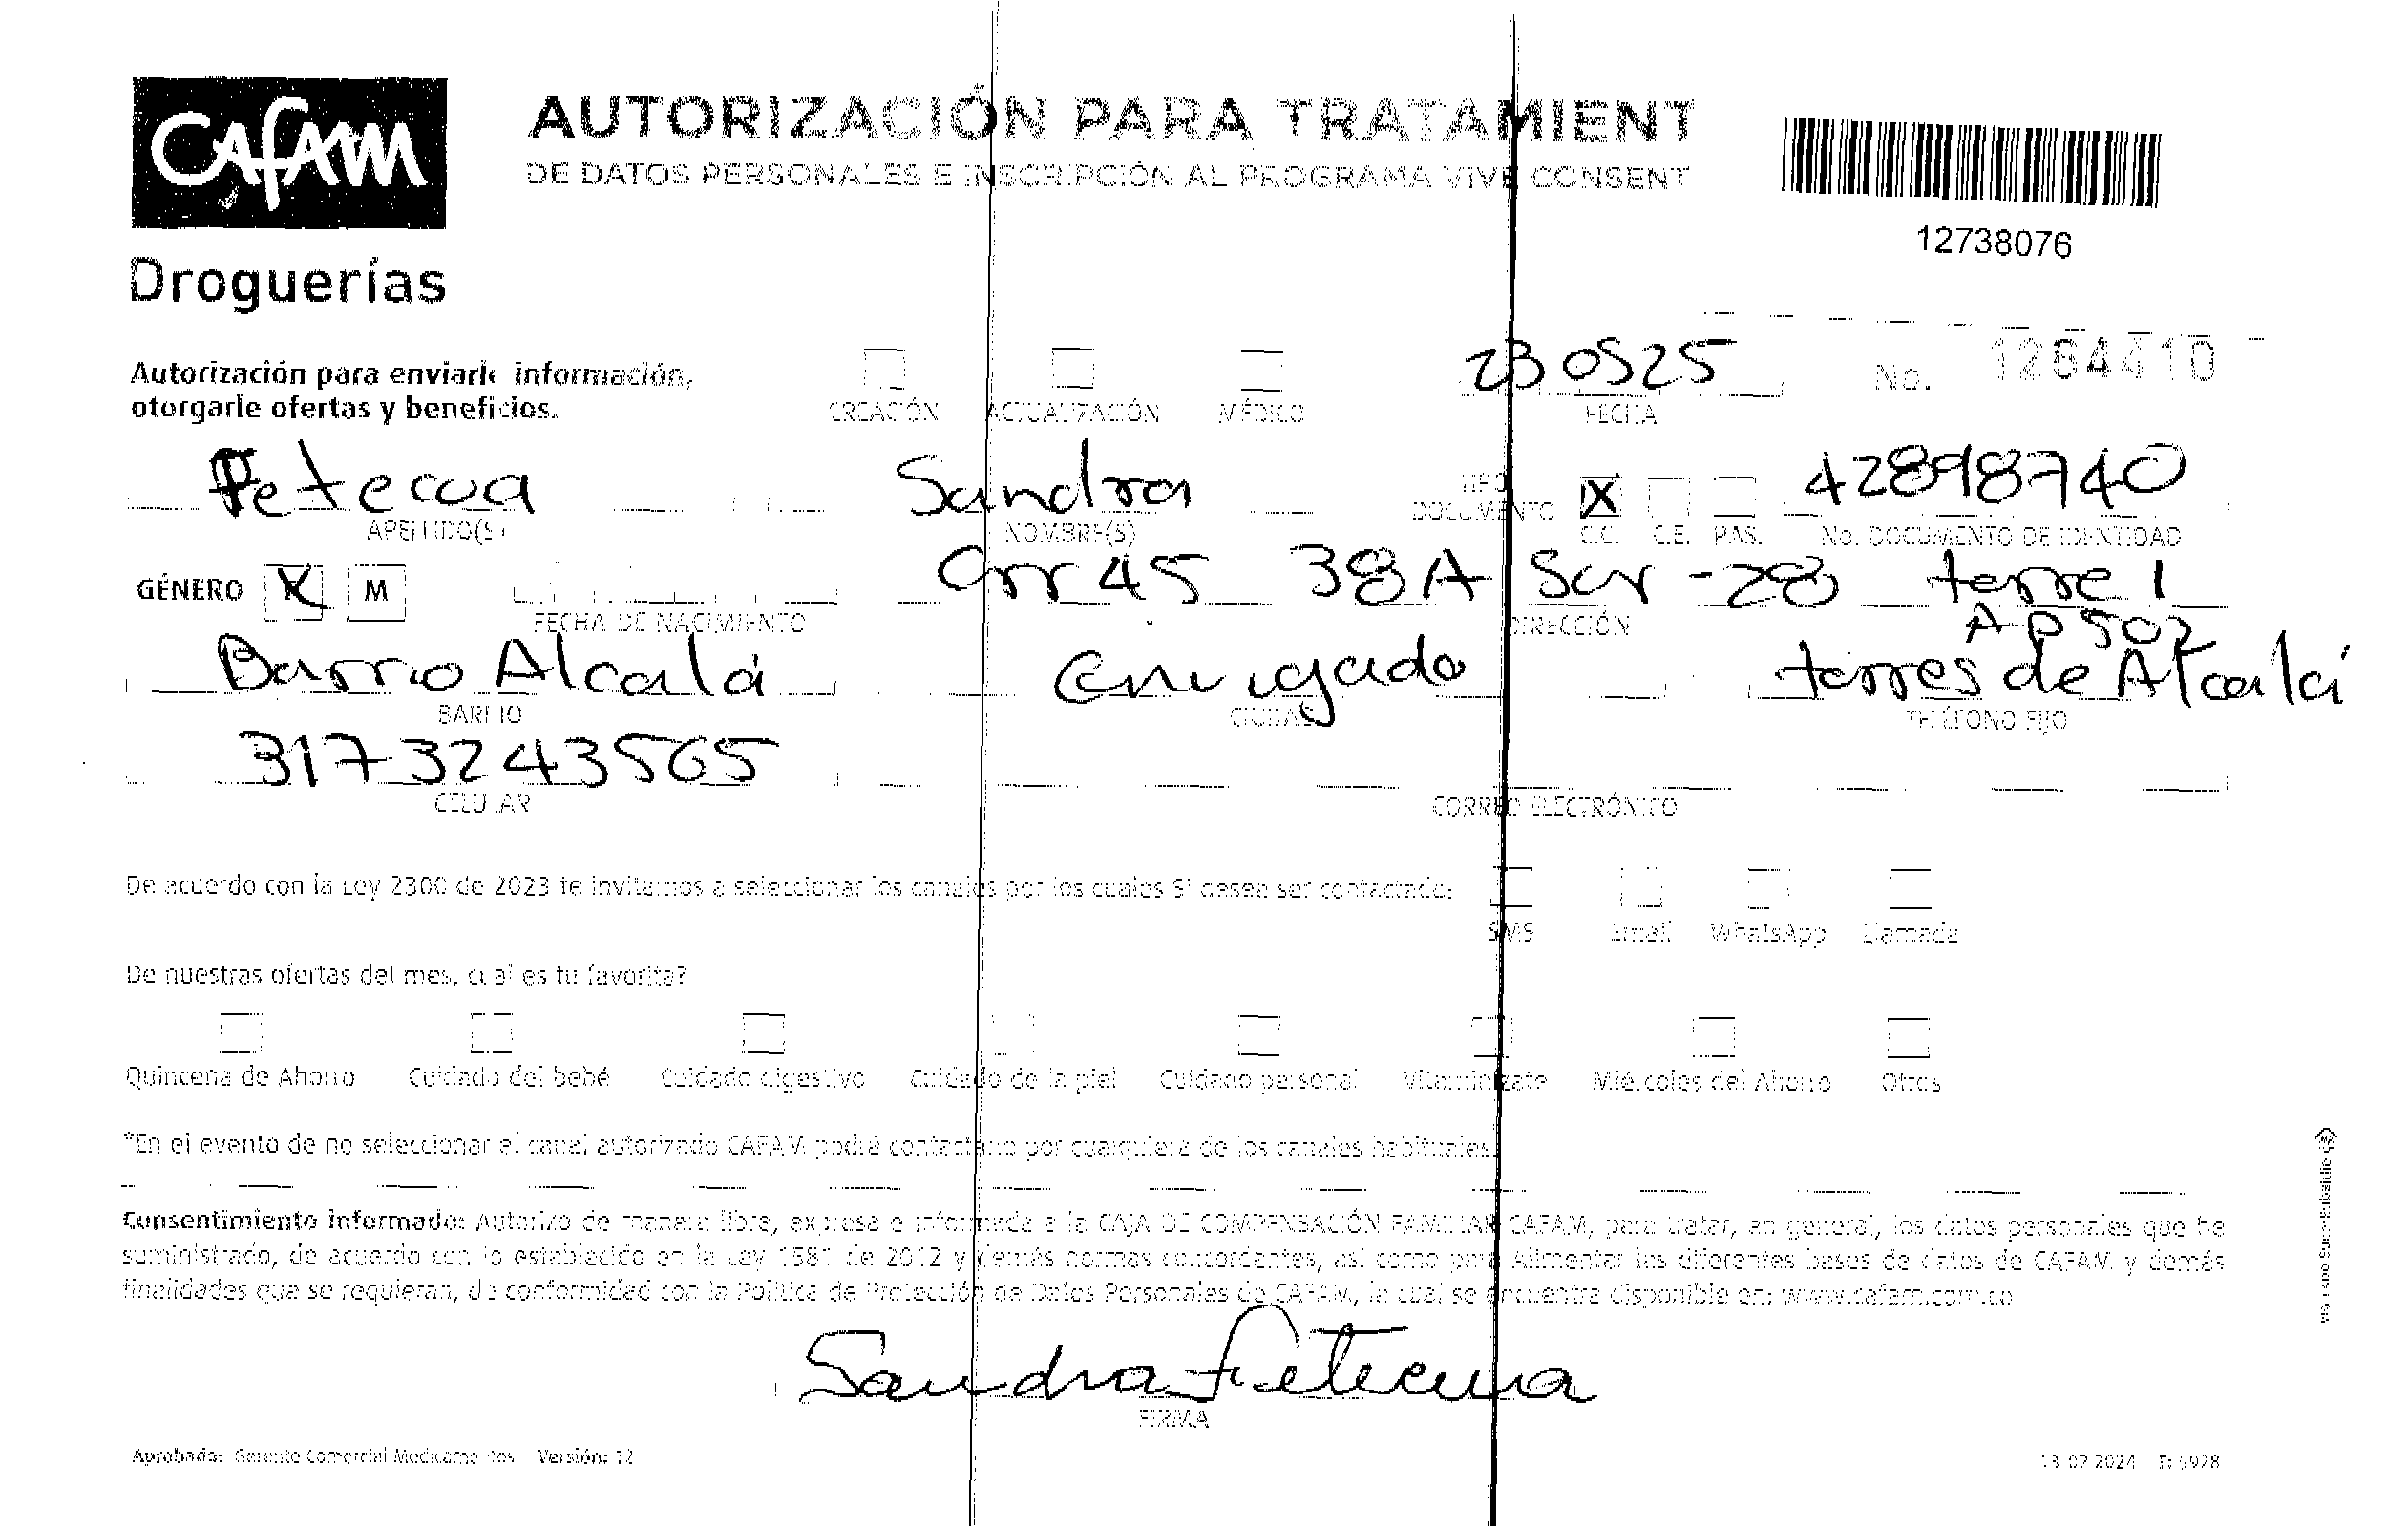 CAFAM
Droguerías
AUTORIZACIÓN PARA TRATAMIENT
DE DATOS PERSONALES E INSCRIPCIÓN AL PROGRAMA VIVE CONSENT
12738076
Autorización para enviarle información,
otorgarle ofertas y beneficios.
CREACIÓN ACTUALIZACIÓN MÉDICO
230525
FECHA
No. 1284410
Petecua Sandra
TIPO DOCUMENTO X 42898740
APELLIDO(S) NOMBRE(S) C.C. C.E. PAS. No. DOCUMENTO DE IDENTIDAD
GÉNERO X M Crr 45 38A Sur -28 torre 1
AP 502
FECHA DE NACIMIENTO DIRECCIÓN
Barrio Alcalá Envigado torres de Alcalá
BARRIO CIUDAD TELÉFONO FIJO
3173243565
CELULAR CORREO ELECTRÓNICO
De acuerdo con la Ley 2300 de 2023 te invitamos a seleccionar los canales por los cuales SI desea ser contactado:
SMS Email WhatsApp Llamada
De nuestras ofertas del mes, cual es tu favorita?
Quincena de Ahorro Cuidado del bebé Cuidado digestivo Cuidado de la piel Cuidado personal Vitaminízate Miércoles del Ahorro Otros
*En el evento de no seleccionar el canal autorizado CAFAM podrá contactarlo por cualquiera de los canales habituales.
Consentimiento informado: Autorizo de manera libre, expresa e informada a la CAJA DE COMPENSACIÓN FAMILIAR CAFAM, para tratar, en general, los datos personales que he
suministrado, de acuerdo con lo establecido en la Ley 1581 de 2012 y demás normas concordantes, así como para Alimentar las diferentes bases de datos de CAFAM y demás
finalidades que se requieran, de conformidad con la Política de Protección de Datos Personales de CAFAM, la cual se encuentra disponible en: www.cafam.com.co
Sandra Petecua
FIRMA
Aprobado: Gerente Comercial Medicamentos Versión: 12
13 02 2024